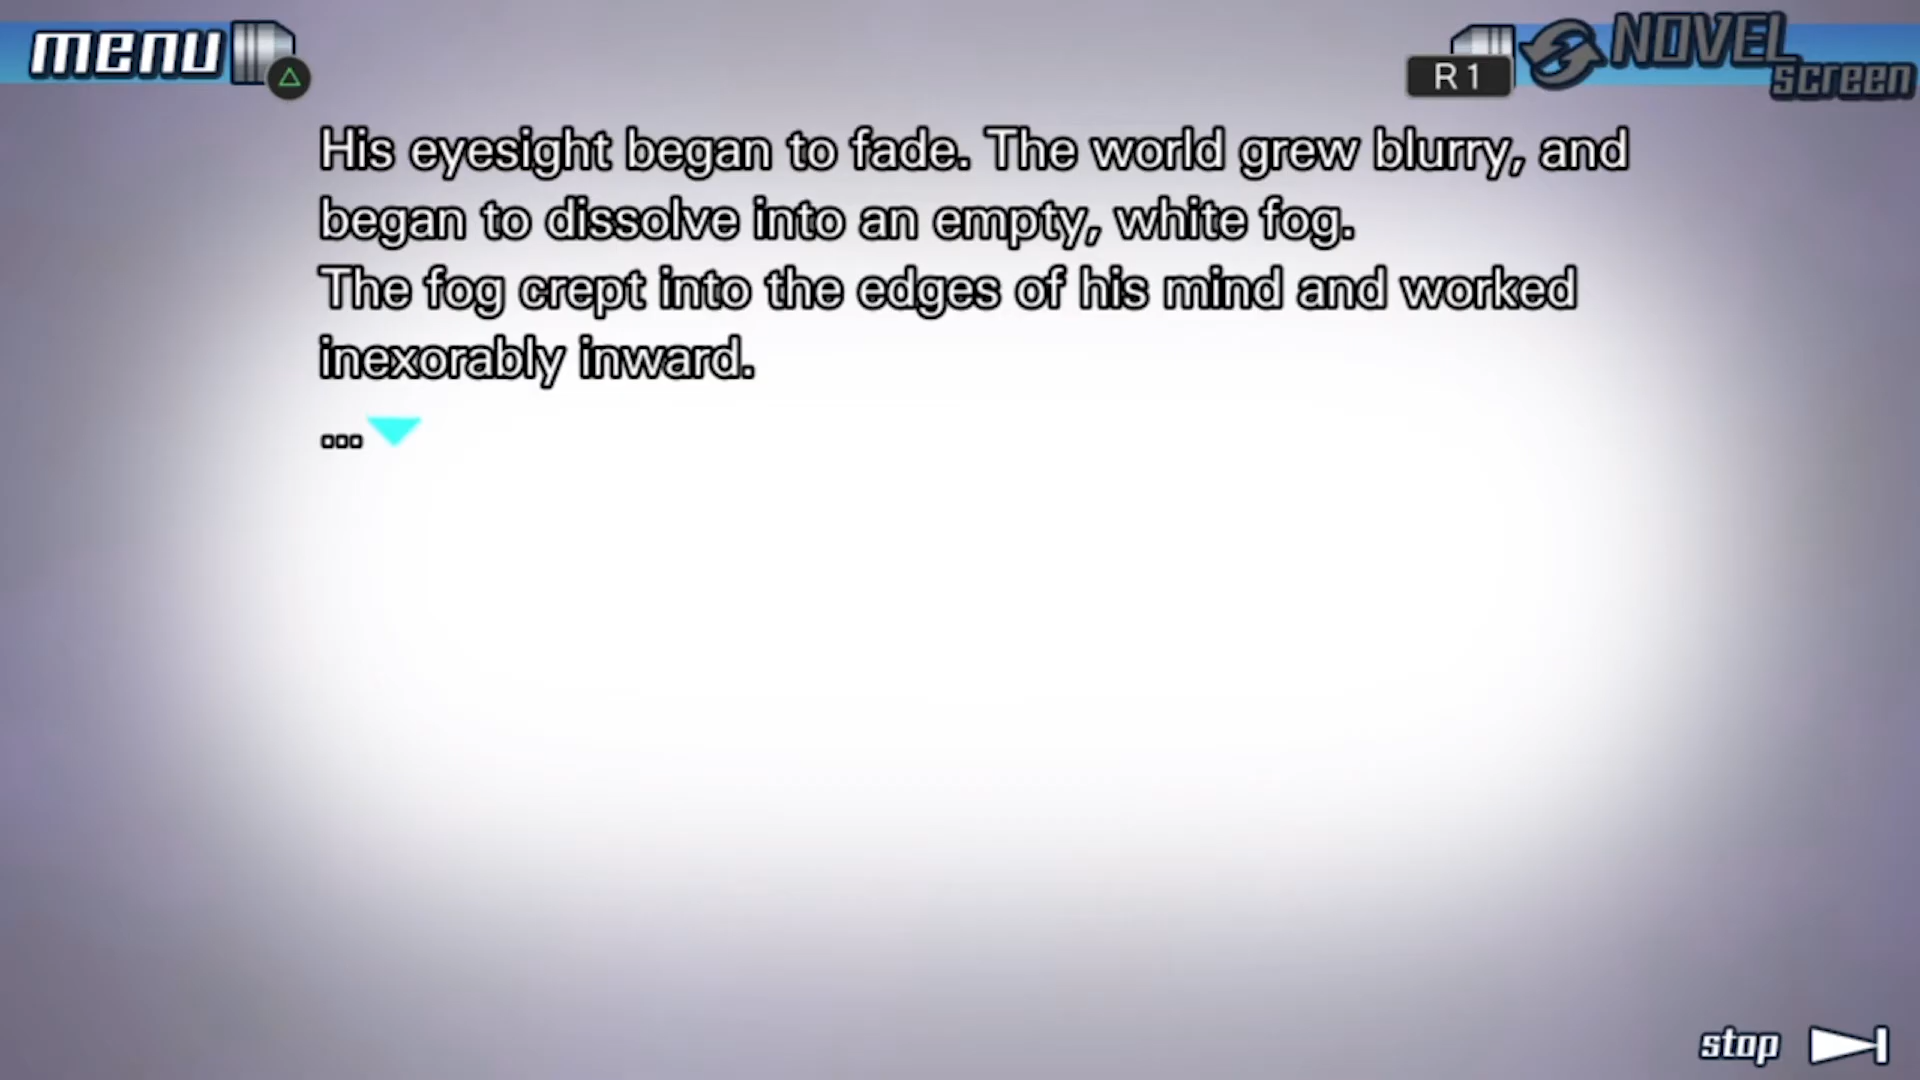 menu
R1
NOVEL
screen
His eyesight began to fade. The world grew blurry, and
began to dissolve into an empty, white fog.
The fog crept into the edges of his mind and worked
inexorably inward.
...
stop